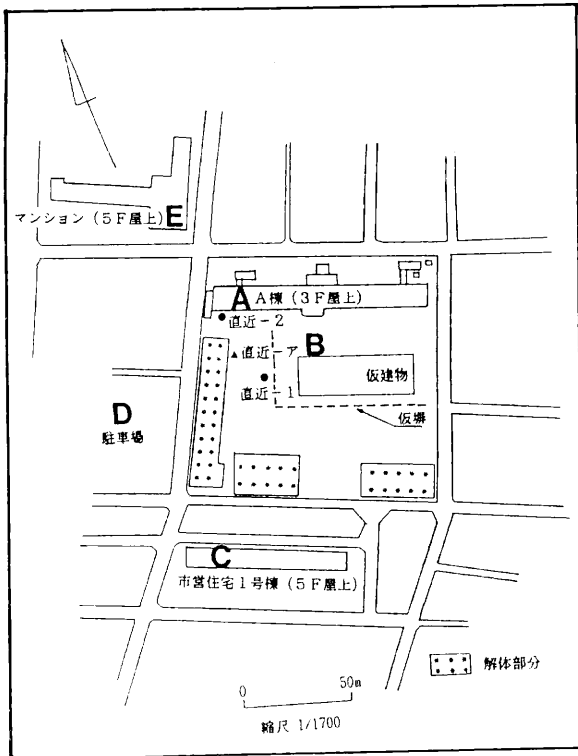 マンション(5F屋上)E
A A棟(3F屋上)
直近-2
直近-ア B
仮建物
直近-1
仮塀
D
駐車場
C
市営住宅1号棟(5F屋上)
解体部分
0 50m
縮尺 1/1700